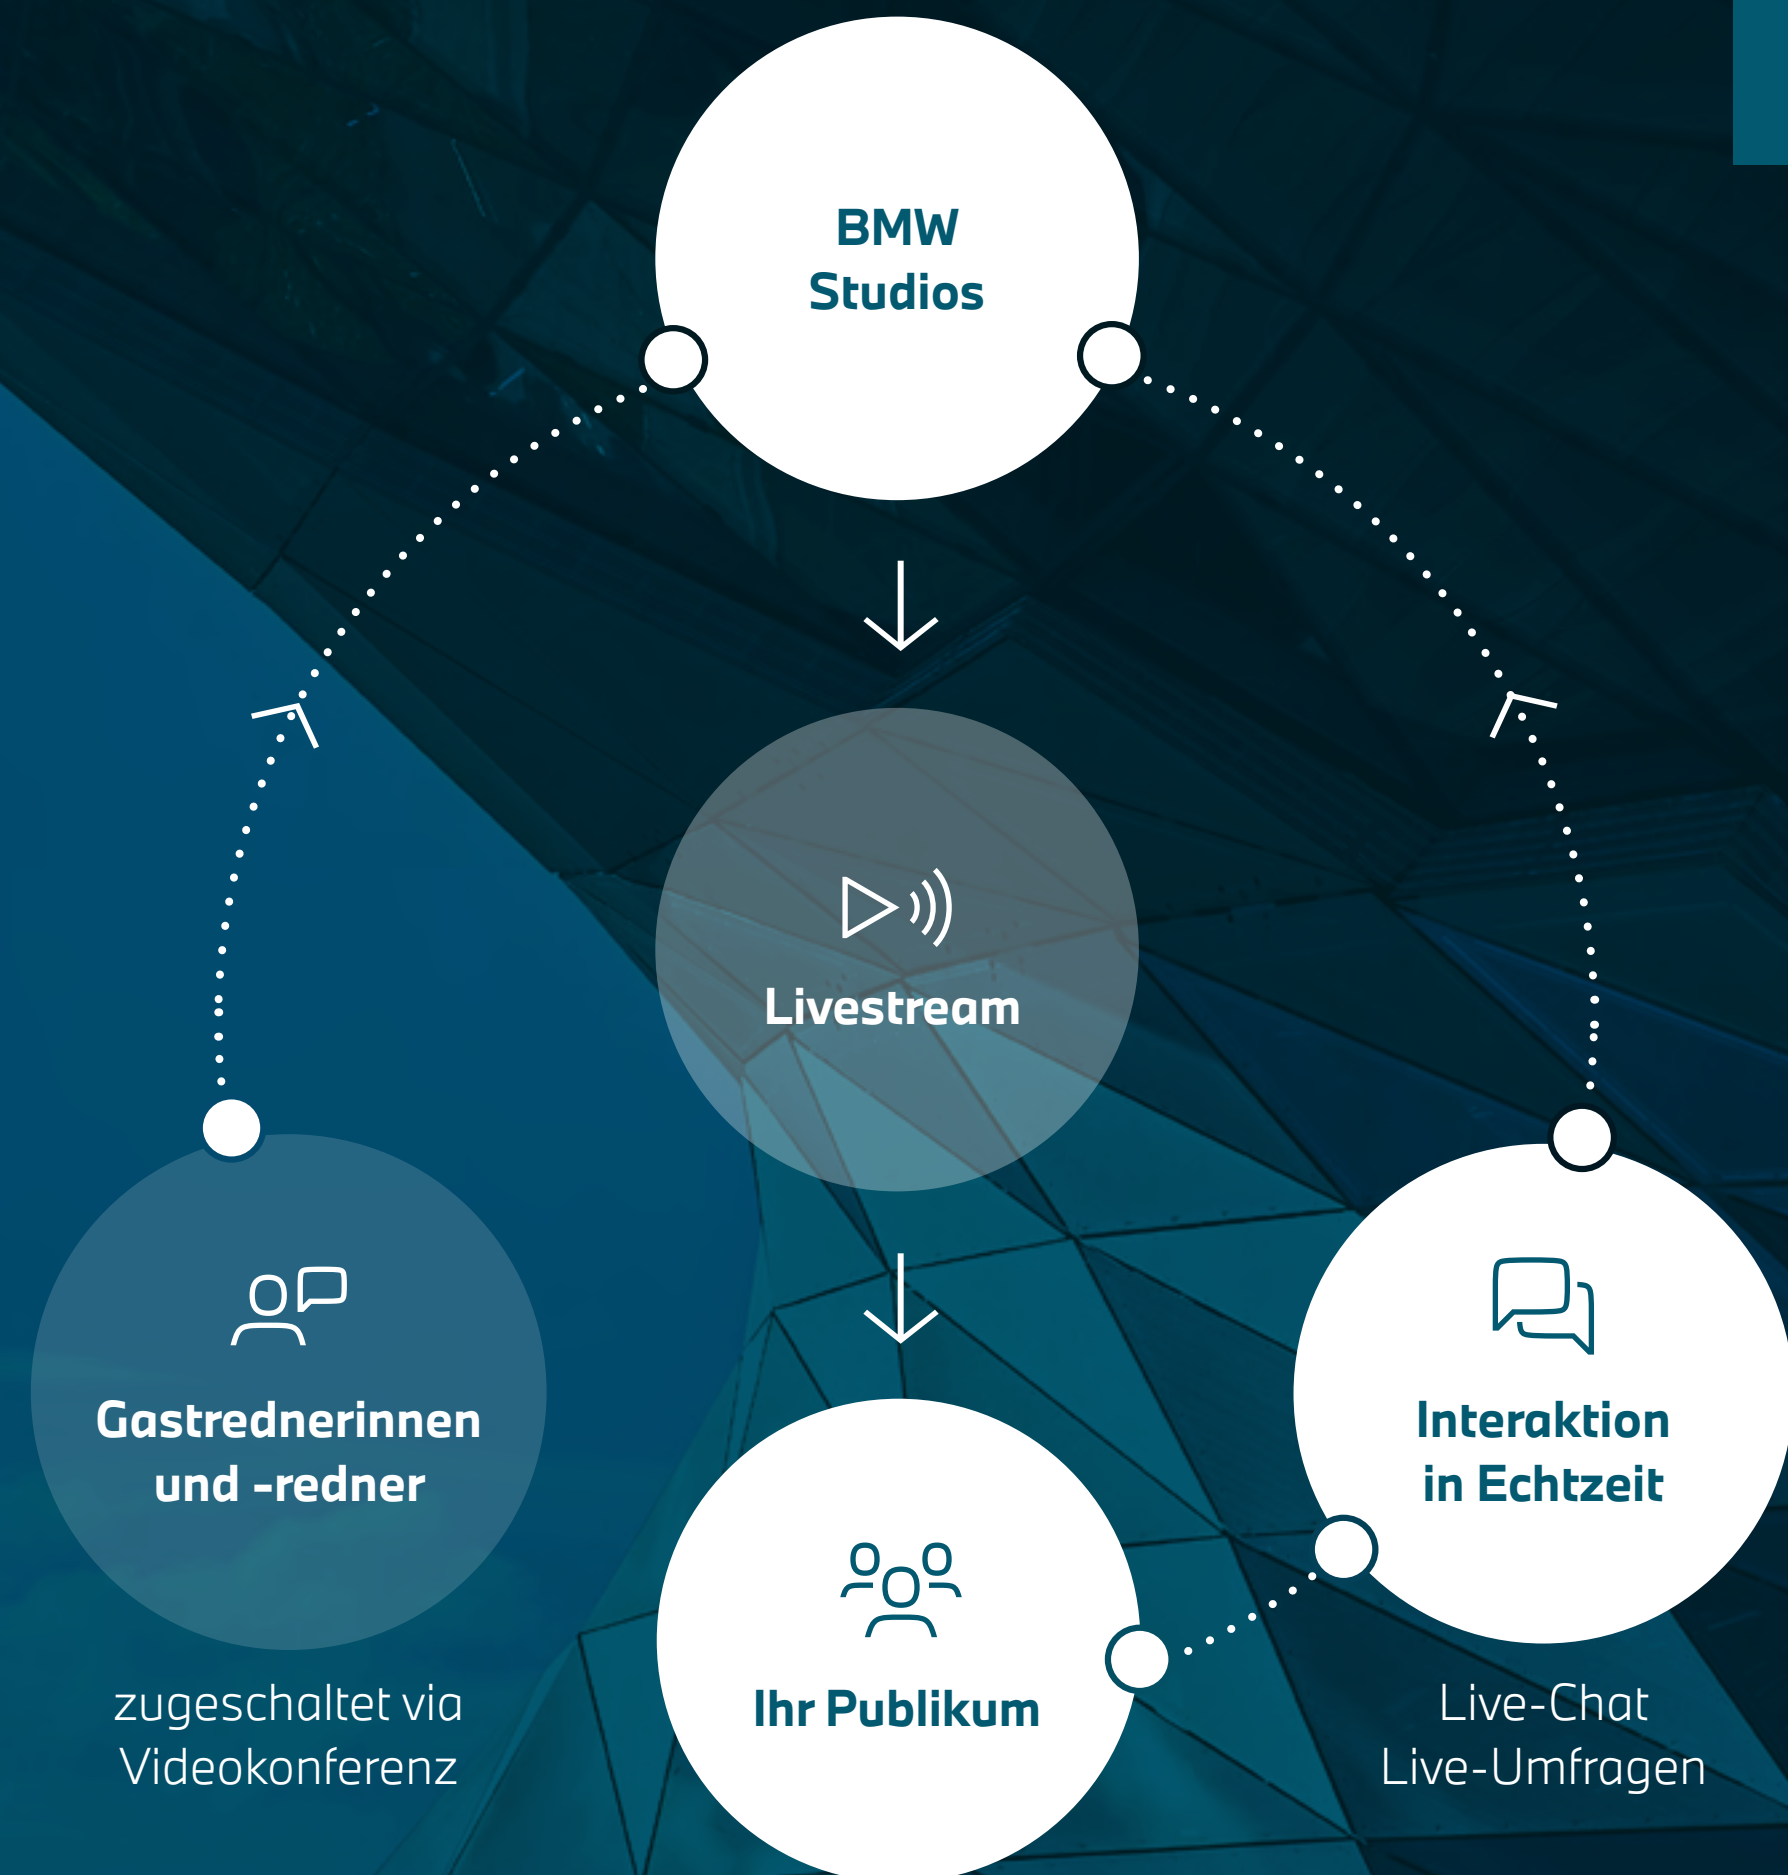 BMW
Studios
Livestream
Gastrednerinnen
und -redner
zugeschaltet via
Videokonferenz
Ihr Publikum
Interaktion
in Echtzeit
Live-Chat
Live-Umfragen